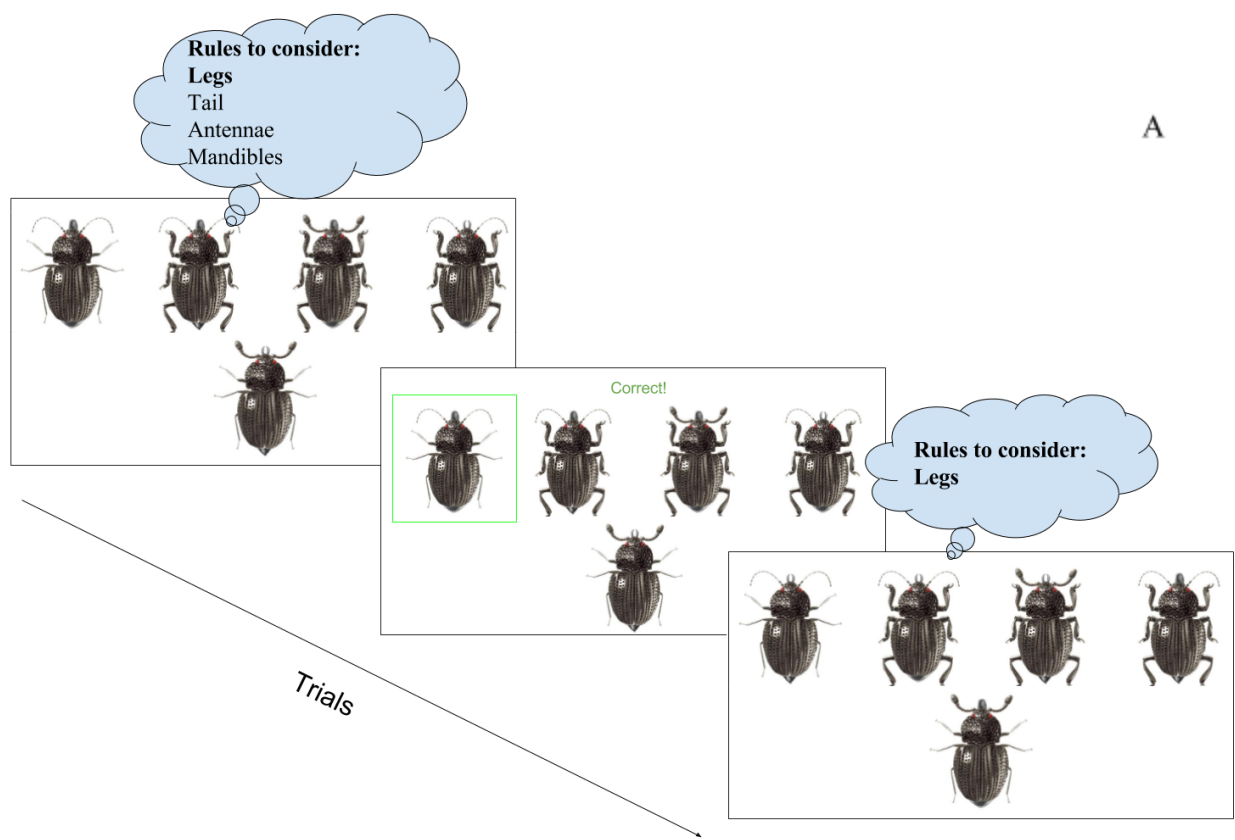 Rules to consider:
Legs
Tail
Antennae
Mandibles
A
Correct!
Rules to consider:
Legs
Trials